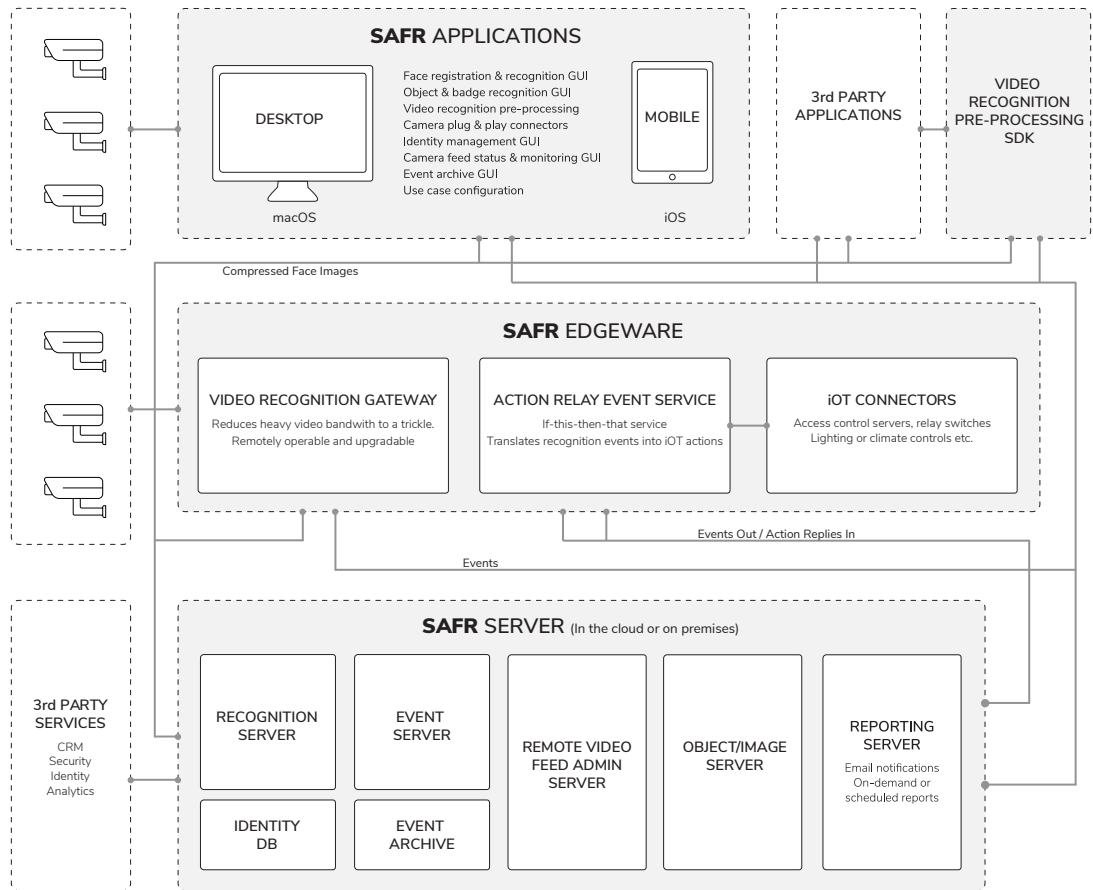 SAFR APPLICATIONS
DESKTOP
macOS
Face registration & recognition GUI
Object & badge recognition GUI
Video recognition pre-processing
Camera plug & play connectors
Identity management GUI
Camera feed status & monitoring GUI
Event archive GUI
Use case configuration
MOBILE
iOS
3rd PARTY
APPLICATIONS
VIDEO
RECOGNITION
PRE-PROCESSING
SDK
Compressed Face Images
SAFR EDGEWARE
VIDEO RECOGNITION GATEWAY
Reduces heavy video bandwith to a trickle.
Remotely operable and upgradable
ACTION RELAY EVENT SERVICE
If-this-then-that service
Translates recognition events into iOT actions
iOT CONNECTORS
Access control servers, relay switches
Lighting or climate controls etc.
Events Out / Action Replies In
Events
3rd PARTY
SERVICES
CRM
Security
Identity
Analytics
SAFR SERVER (In the cloud or on premises)
RECOGNITION
SERVER
EVENT
SERVER
IDENTITY
DB
EVENT
ARCHIVE
REMOTE VIDEO
FEED ADMIN
SERVER
OBJECT/IMAGE
SERVER
REPORTING
SERVER
Email notifications
On-demand or
scheduled reports